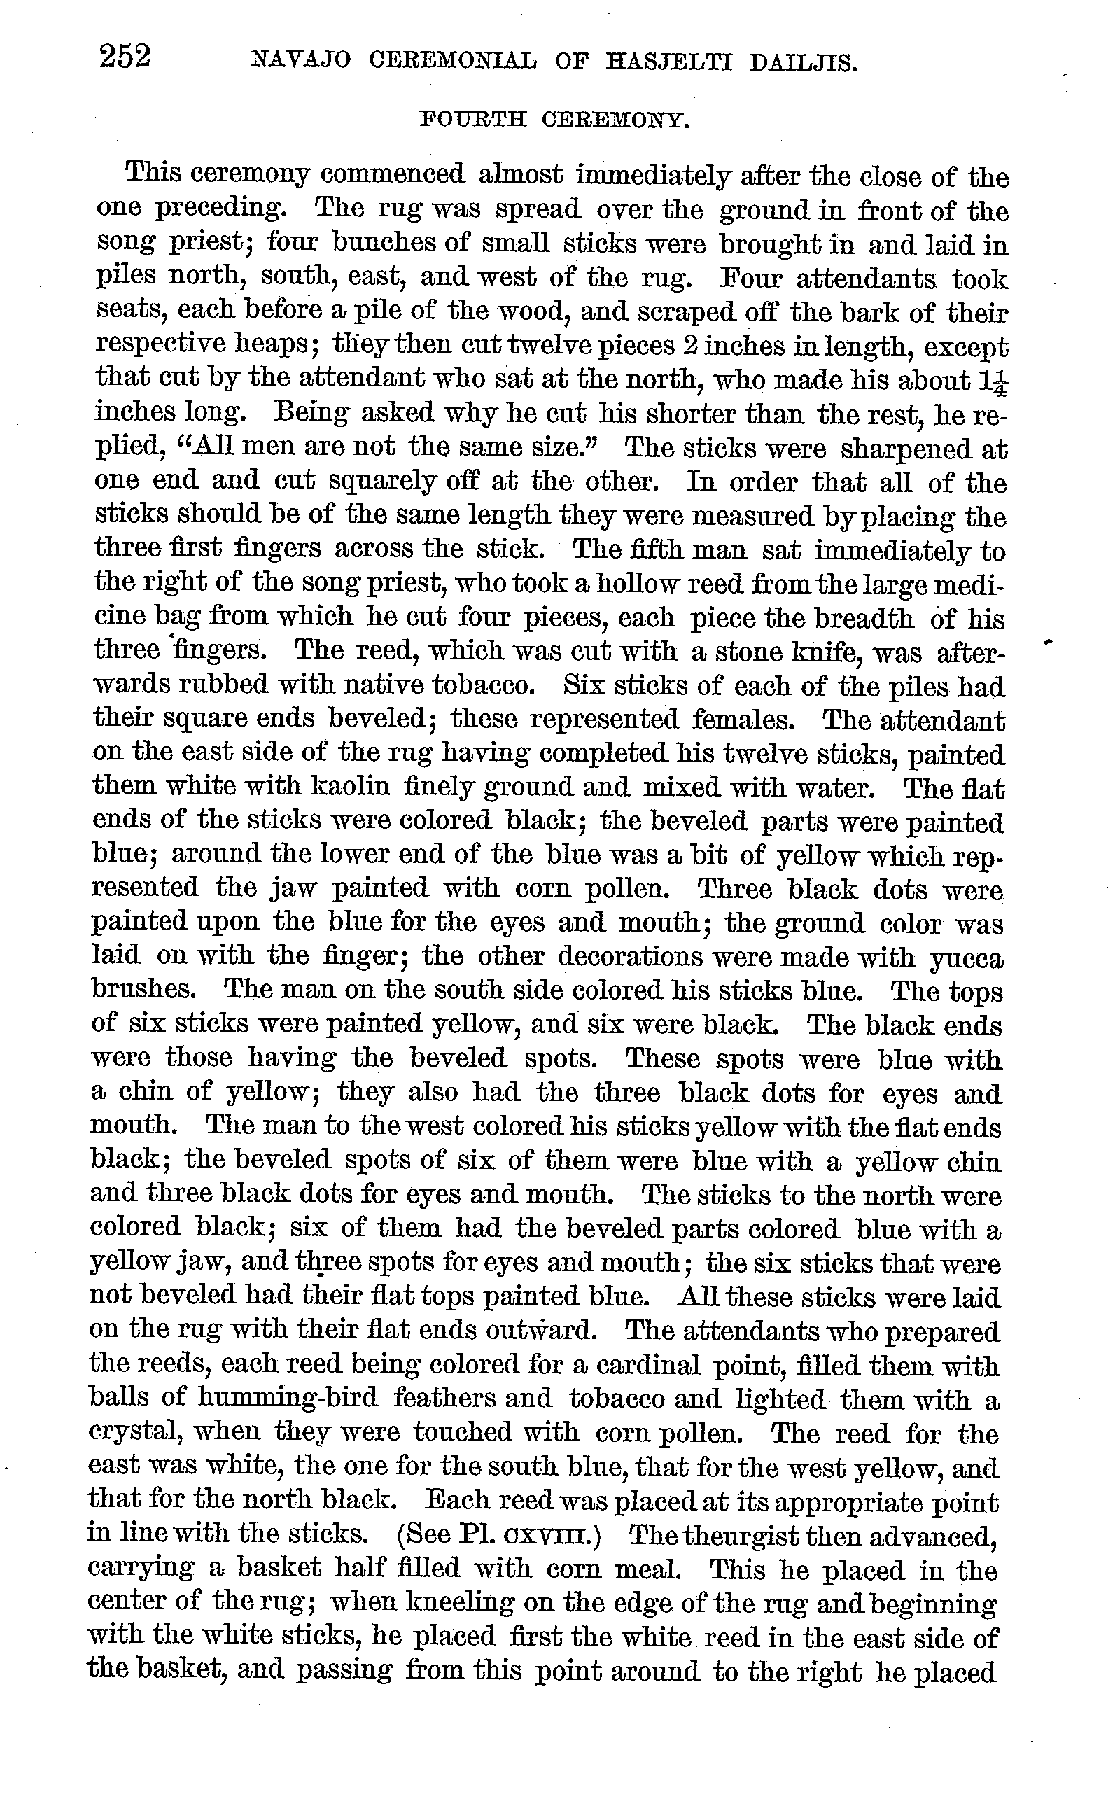 252 NAVAJO CEREMONIAL OF HASJELTI DAILJIS.
FOURTH CEREMONY.
This ceremony commenced almost immediately after the close of the
one preceding. The rug was spread over the ground in front of the
song priest; four bunches of small sticks were brought in and laid in
piles north, south, east, and west of the rug. Four attendants took
seats, each before a pile of the wood, and scraped off the bark of their
respective heaps; they then cut twelve pieces 2 inches in length, except
that cut by the attendant who sat at the north, who made his about 1¼
inches long. Being asked why he cut his shorter than the rest, he re-
plied, “All men are not the same size.” The sticks were sharpened at
one end and cut squarely off at the other. In order that all of the
sticks should be of the same length they were measured by placing the
three first fingers across the stick. The fifth man sat immediately to
the right of the song priest, who took a hollow reed from the large medi-
cine bag from which he cut four pieces, each piece the breadth of his
three fingers. The reed, which was cut with a stone knife, was after-
wards rubbed with native tobacco. Six sticks of each of the piles had
their square ends beveled; these represented females. The attendant
on the east side of the rug having completed his twelve sticks, painted
them white with kaolin finely ground and mixed with water. The flat
ends of the sticks were colored black; the beveled parts were painted
blue; around the lower end of the blue was a bit of yellow which rep-
resented the jaw painted with corn pollen. Three black dots were
painted upon the blue for the eyes and mouth; the ground color was
laid on with the finger; the other decorations were made with yucca
brushes. The man on the south side colored his sticks blue. The tops
of six sticks were painted yellow, and six were black. The black ends
were those having the beveled spots. These spots were blue with
a chin of yellow; they also had the three black dots for eyes and
mouth. The man to the west colored his sticks yellow with the flat ends
black; the beveled spots of six of them were blue with a yellow chin
and three black dots for eyes and mouth. The sticks to the north were
colored black; six of them had the beveled parts colored blue with a
yellow jaw, and three spots for eyes and mouth; the six sticks that were
not beveled had their flat tops painted blue. All these sticks were laid
on the rug with their flat ends outward. The attendants who prepared
the reeds, each reed being colored for a cardinal point, filled them with
balls of humming-bird feathers and tobacco and lighted them with a
crystal, when they were touched with corn pollen. The reed for the
east was white, the one for the south blue, that for the west yellow, and
that for the north black. Each reed was placed at its appropriate point
in line with the sticks. (See Pl. CXVIII.) The theurgist then advanced,
carrying a basket half filled with corn meal. This he placed in the
center of the rug; when kneeling on the edge of the rug and beginning
with the white sticks, he placed first the white reed in the east side of
the basket, and passing from this point around to the right he placed